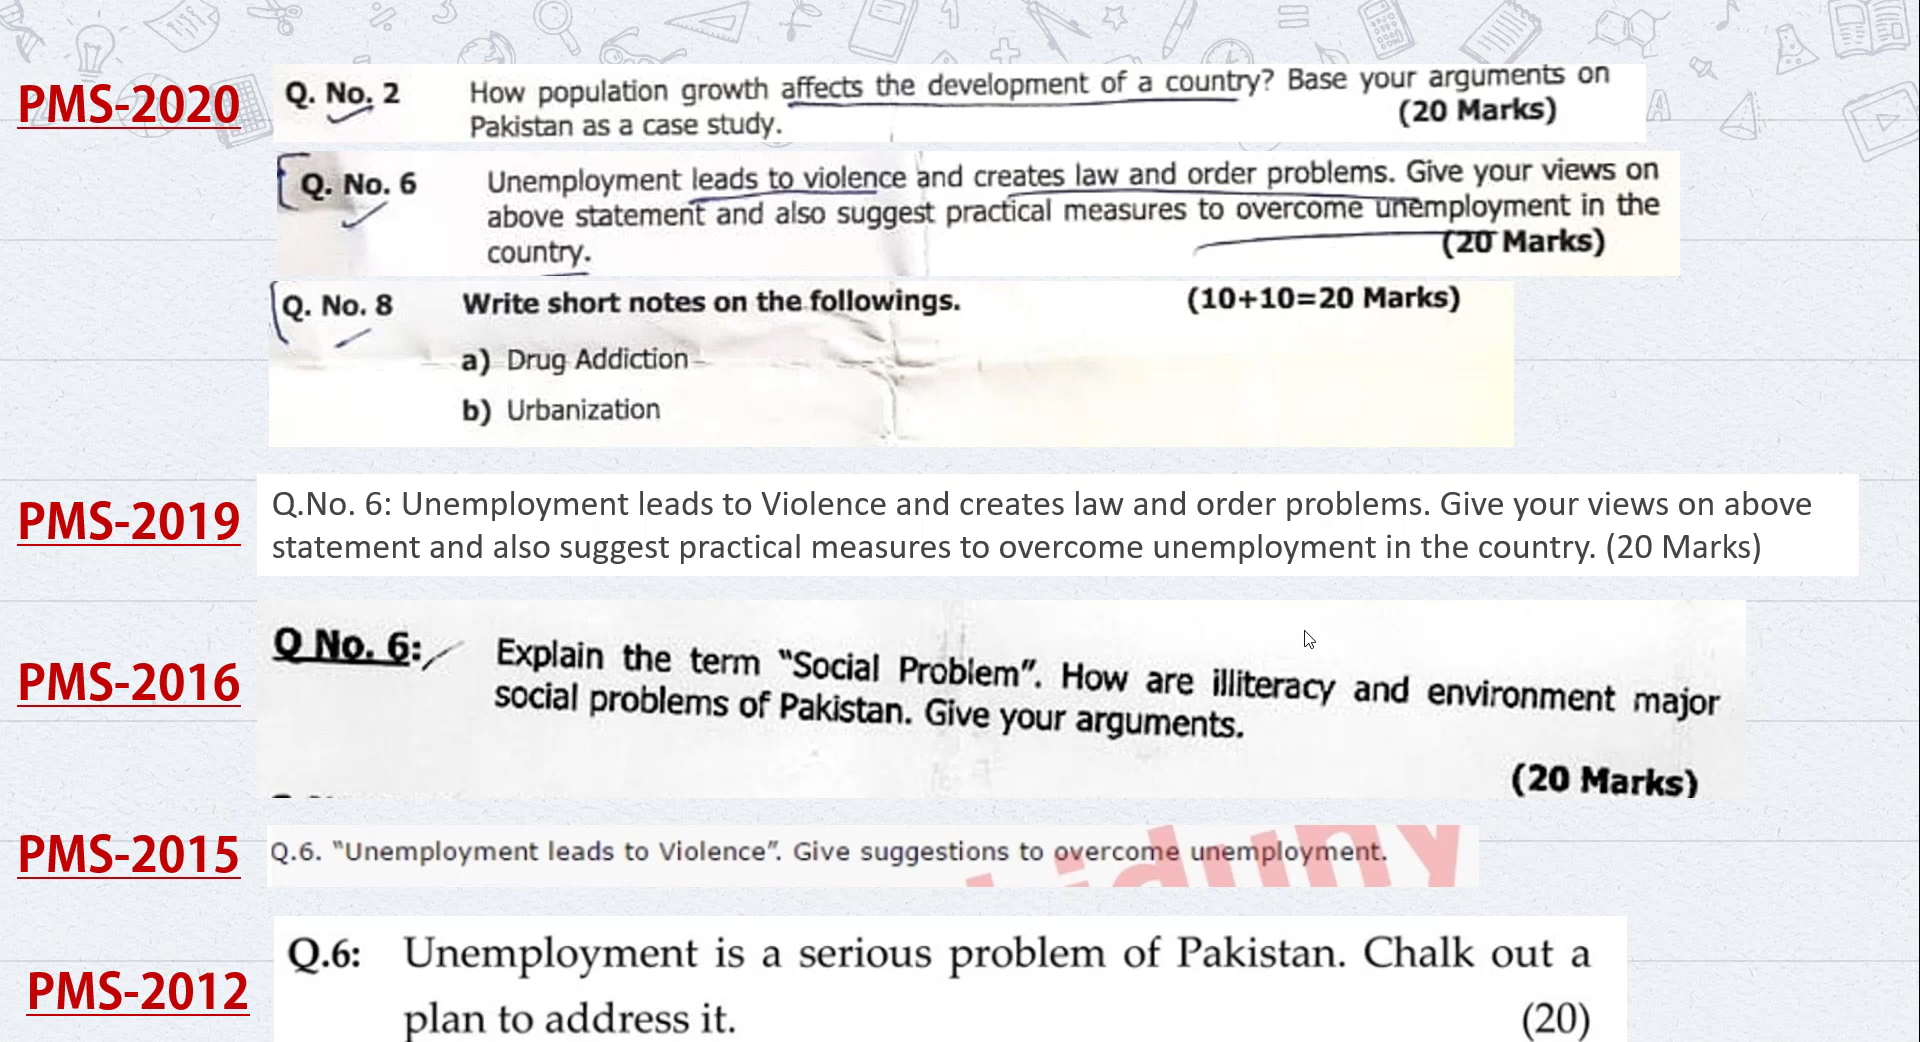 PMS-2020
Q. No. 2 How population growth affects the development of a country? Base your arguments on
Pakistan as a case study. (20 Marks)
Q. No. 6 Unemployment leads to violence and creates law and order problems. Give your views on
above statement and also suggest practical measures to overcome unemployment in the
country. (20 Marks)
Q. No. 8 Write short notes on the followings. (10+10=20 Marks)
a) Drug Addiction
b) Urbanization
PMS-2019
Q.No. 6: Unemployment leads to Violence and creates law and order problems. Give your views on above
statement and also suggest practical measures to overcome unemployment in the country. (20 Marks)
PMS-2016
Q No. 6: Explain the term "Social Problem". How are illiteracy and environment major
social problems of Pakistan. Give your arguments.
(20 Marks)
PMS-2015
Q.6. "Unemployment leads to Violence". Give suggestions to overcome unemployment.
PMS-2012
Q.6: Unemployment is a serious problem of Pakistan. Chalk out a
plan to address it. (20)